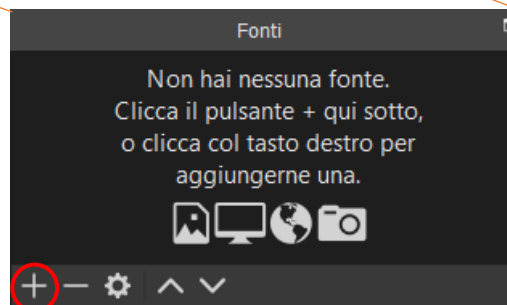 Fonti
Non hai nessuna fonte.
Clicca il pulsante + qui sotto,
o clicca col tasto destro per
aggiungerne una.